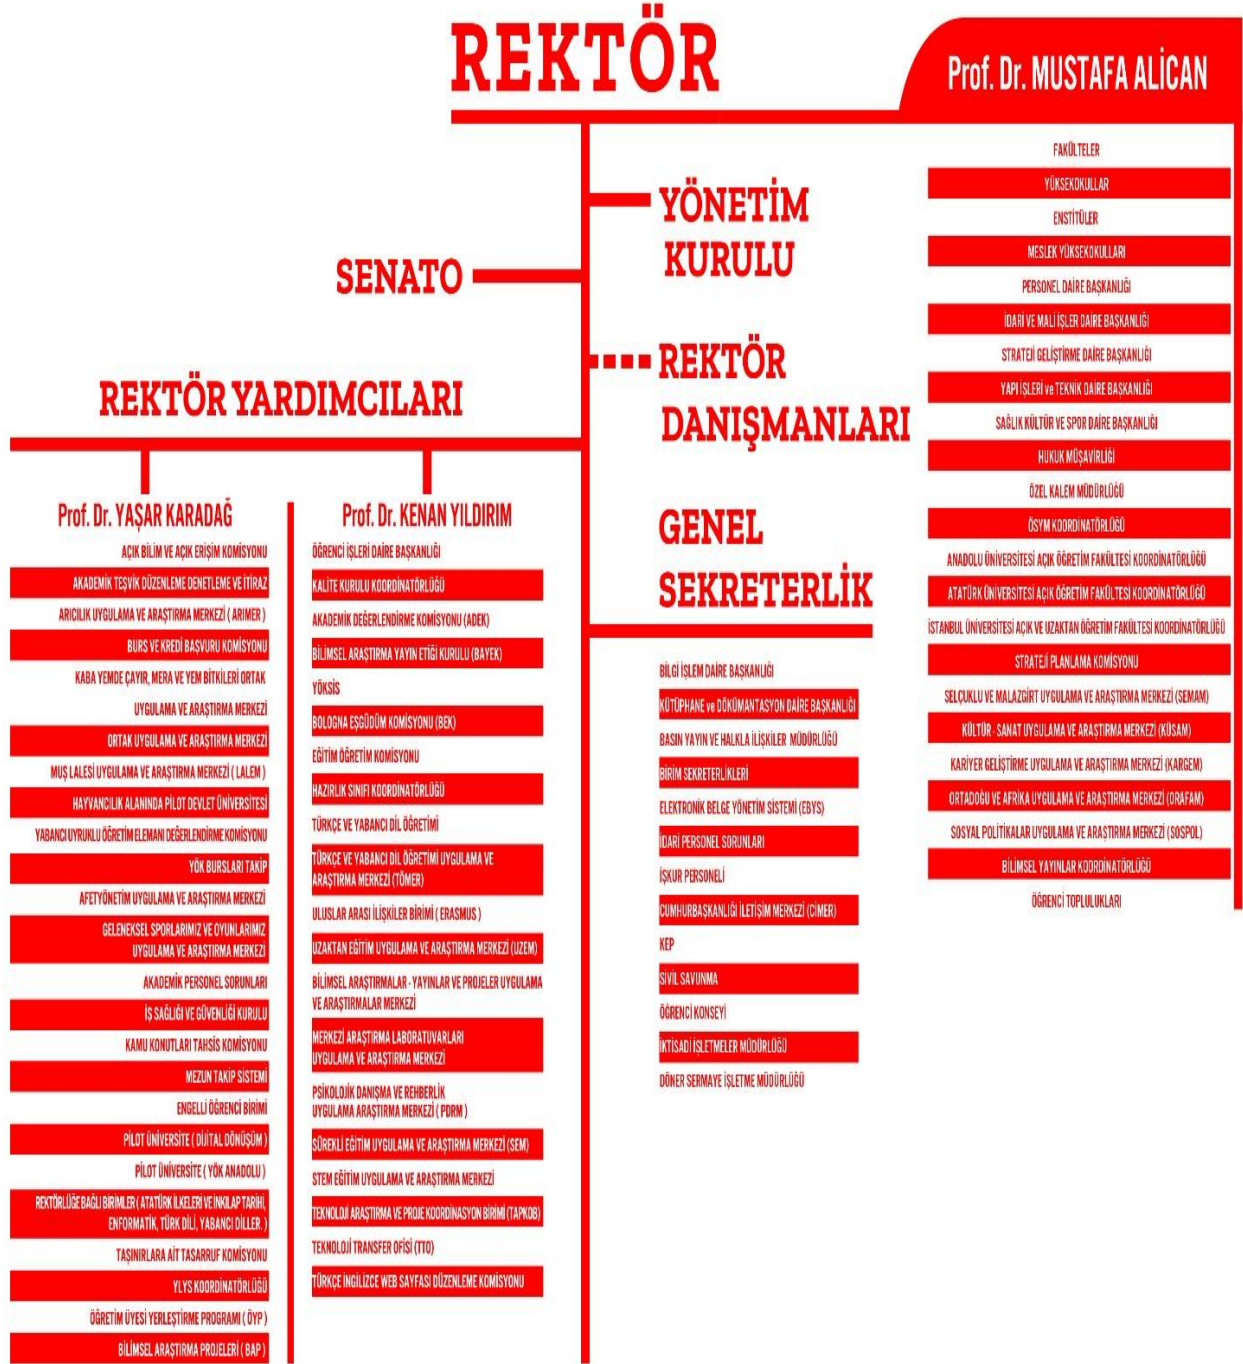 REKTÖR
Prof. Dr. MUSTAFA ALİCAN
FAKÜLTELER
YÜKSEKOKULLAR
ENSTİTÜLER
MESLEK YÜKSEKOKULLARI
PERSONEL DAİRE BAŞKANLIĞI
İDARİ VE MALİ İŞLER DAİRE BAŞKANLIĞI
STRATEJİ GELİŞTİRME DAİRE BAŞKANLIĞI
YAPI İŞLERİ ve TEKNİK DAİRE BAŞKANLIĞI
SAĞLIK KÜLTÜR VE SPOR DAİRE BAŞKANLIĞI
HUKUK MÜŞAVİRLİĞİ
ÖZEL KALEM MÜDÜRLÜĞÜ
ÖSYM KOORDİNATÖRLÜĞÜ
ANADOLU ÜNİVERSİTESİ AÇIK ÖĞRETİM FAKÜLTESİ KOORDİNATÖRLÜĞÜ
ATATÜRK ÜNİVERSİTESİ AÇIK ÖĞRETİM FAKÜLTESİ KOORDİNATÖRLÜĞÜ
İSTANBUL ÜNİVERSİTESİ AÇIK VE UZAKTAN ÖĞRETİM FAKÜLTESİ KOORDİNATÖRLÜĞÜ
STRATEJİ PLANLAMA KOMİSYONU
SELÇUKLU VE MALAZGİRT UYGULAMA VE ARAŞTIRMA MERKEZİ (SEMAM)
KÜLTÜR - SANAT UYGULAMA VE ARAŞTIRMA MERKEZİ (KÜSAM)
KARİYER GELİŞTİRME UYGULAMA VE ARAŞTIRMA MERKEZİ (KARGEM)
ORTADOĞU VE AFRİKA UYGULAMA VE ARAŞTIRMA MERKEZİ (ORAFAM)
SOSYAL POLİTİKALAR UYGULAMA VE ARAŞTIRMA MERKEZİ (SOSPOL)
BİLİMSEL YAYINLAR KOORDİNATÖRLÜĞÜ
ÖĞRENCİ TOPLULUKLARI
YÖNETİM
KURULU
SENATO
REKTÖR
DANIŞMANLARI
REKTÖR YARDIMCILARI
Prof. Dr. YAŞAR KARADAĞ
AÇIK BİLİM VE AÇIK ERİŞİM KOMİSYONU
AKADEMİK TEŞVİK DÜZENLEME DENETLEME VE İTİRAZ
ARICILIK UYGULAMA VE ARAŞTIRMA MERKEZİ ( ARIMER )
BURS VE KREDİ BAŞVURU KOMİSYONU
KABA YEMDE ÇAYIR, MERA VE YEM BİTKİLERİ ORTAK
UYGULAMA VE ARAŞTIRMA MERKEZİ
ORTAK UYGULAMA VE ARAŞTIRMA MERKEZİ
MUŞ LALESİ UYGULAMA VE ARAŞTIRMA MERKEZİ ( LALEM )
HAYVANCILIK ALANINDA PİLOT DEVLET ÜNİVERSİTESİ
YABANCI UYRUKLU ÖĞRETİM ELEMANI DEĞERLENDİRME KOMİSYONU
YÖK BURSLARI TAKİP
AFETYÖNETİM UYGULAMA VE ARAŞTIRMA MERKEZİ
GELENEKSEL SPORLARIMIZ VE OYUNLARIMIZ
UYGULAMA VE ARAŞTIRMA MERKEZİ
AKADEMİK PERSONEL SORUNLARI
İŞ SAĞLIĞI VE GÜVENLİĞİ KURULU
KAMU KONUTLARI TAHSİS KOMİSYONU
MEZUN TAKİP SİSTEMİ
ENGELLİ ÖĞRENCİ BİRİMİ
PİLOT ÜNİVERSİTE ( DİJİTAL DÖNÜŞÜM )
PİLOT ÜNİVERSİTE ( YÖK ANADOLU )
REKTÖRLÜĞE BAĞLI BİRİMLER ( ATATÜRK İLKELERİ VE İNKILAP TARİHİ,
ENFORMATİK, TÜRK DİLİ, YABANCI DİLLER. )
TAŞINIRLARA AİT TASARRUF KOMİSYONU
YLYS KOORDİNATÖRLÜĞÜ
ÖĞRETİM ÜYESİ YERLEŞTİRME PROGRAMI ( ÖYP )
BİLİMSEL ARAŞTIRMA PROJELERİ ( BAP )
Prof. Dr. KENAN YILDIRIM
ÖĞRENCİ İŞLERİ DAİRE BAŞKANLIĞI
KALİTE KURULU KOORDİNATÖRLÜĞÜ
AKADEMİK DEĞERLENDİRME KOMİSYONU (ADEK)
BİLİMSEL ARAŞTIRMA YAYIN ETİĞİ KURULU (BAYEK)
YÖKSİS
BOLOGNA EŞGÜDÜM KOMİSYONU (BEK)
EĞİTİM ÖĞRETİM KOMİSYONU
HAZIRLIK SINIFI KOORDİNATÖRLÜĞÜ
TÜRKÇE VE YABANCI DİL ÖĞRETİMİ
TÜRKÇE VE YABANCI DİL ÖĞRETİMİ UYGULAMA VE
ARAŞTIRMA MERKEZİ (TÖMER)
ULUSLAR ARASI İLİŞKİLER BİRİMİ ( ERASMUS )
UZAKTAN EĞİTİM UYGULAMA VE ARAŞTIRMA MERKEZİ (UZEM)
BİLİMSEL ARAŞTIRMALAR - YAYINLAR VE PROJELER UYGULAMA
VE ARAŞTIRMALAR MERKEZİ
MERKEZİ ARAŞTIRMA LABORATUVARLARI
UYGULAMA VE ARAŞTIRMA MERKEZİ
PSİKOLOJİK DANIŞMA VE REHBERLİK
UYGULAMA ARAŞTIRMA MERKEZİ ( PDRM )
SÜREKLİ EĞİTİM UYGULAMA VE ARAŞTIRMA MERKEZİ (SEM)
STEM EĞİTİM UYGULAMA VE ARAŞTIRMA MERKEZİ
TEKNOLOJİ ARAŞTIRMA VE PROJE KOORDİNASYON BİRİMİ (TAPKOB)
TEKNOLOJİ TRANSFER OFİSİ (TTO)
TÜRKÇE İNGİLİZCE WEB SAYFASI DÜZENLEME KOMİSYONU
GENEL
SEKRETERLİK
BİLGİ İŞLEM DAİRE BAŞKANLIĞI
KÜTÜPHANE ve DÖKÜMANTASYON DAİRE BAŞKANLIĞI
BASIN YAYIN VE HALKLA İLİŞKİLER MÜDÜRLÜĞÜ
BİRİM SEKRETERLİKLERİ
ELEKTRONİK BELGE YÖNETİM SİSTEMİ (EBYS)
İDARİ PERSONEL SORUNLARI
İŞKUR PERSONELİ
CUMHURBAŞKANLIĞI İLETİŞİM MERKEZİ (CİMER)
KEP
SİVİL SAVUNMA
ÖĞRENCİ KONSEYİ
İKTİSADİ İŞLETMELER MÜDÜRLÜĞÜ
DÖNER SERMAYE İŞLETME MÜDÜRLÜĞÜ